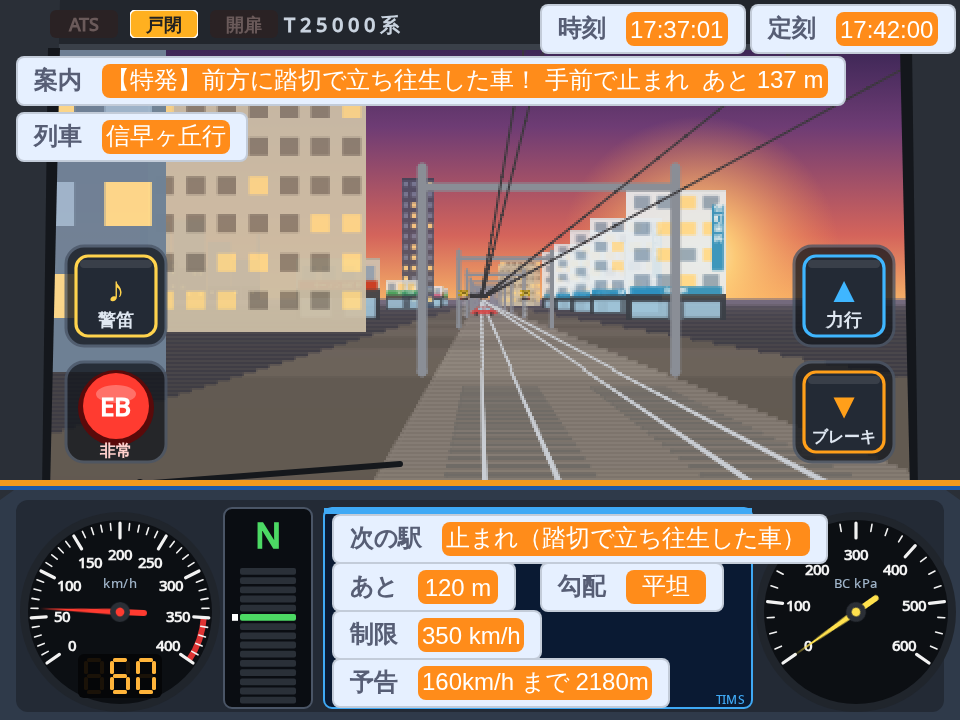 ATS 戸閉 開扉 T25000系
時刻 17:37:01 定刻 17:42:00
案内 【特発】前方に踏切で立ち往生した車！ 手前で止まれ あと 137 m
列車 信早ヶ丘行
♪
警笛
▲
力行
EB
非常
▼
ブレーキ
0 50 100 150 200 250 300 350 400
km/h
60
N
次の駅 止まれ（踏切で立ち往生した車）
あと 120 m 勾配 平坦
制限 350 km/h
予告 160km/h まで 2180m
TIMS
0 100 200 300 400 500 600
BC kPa